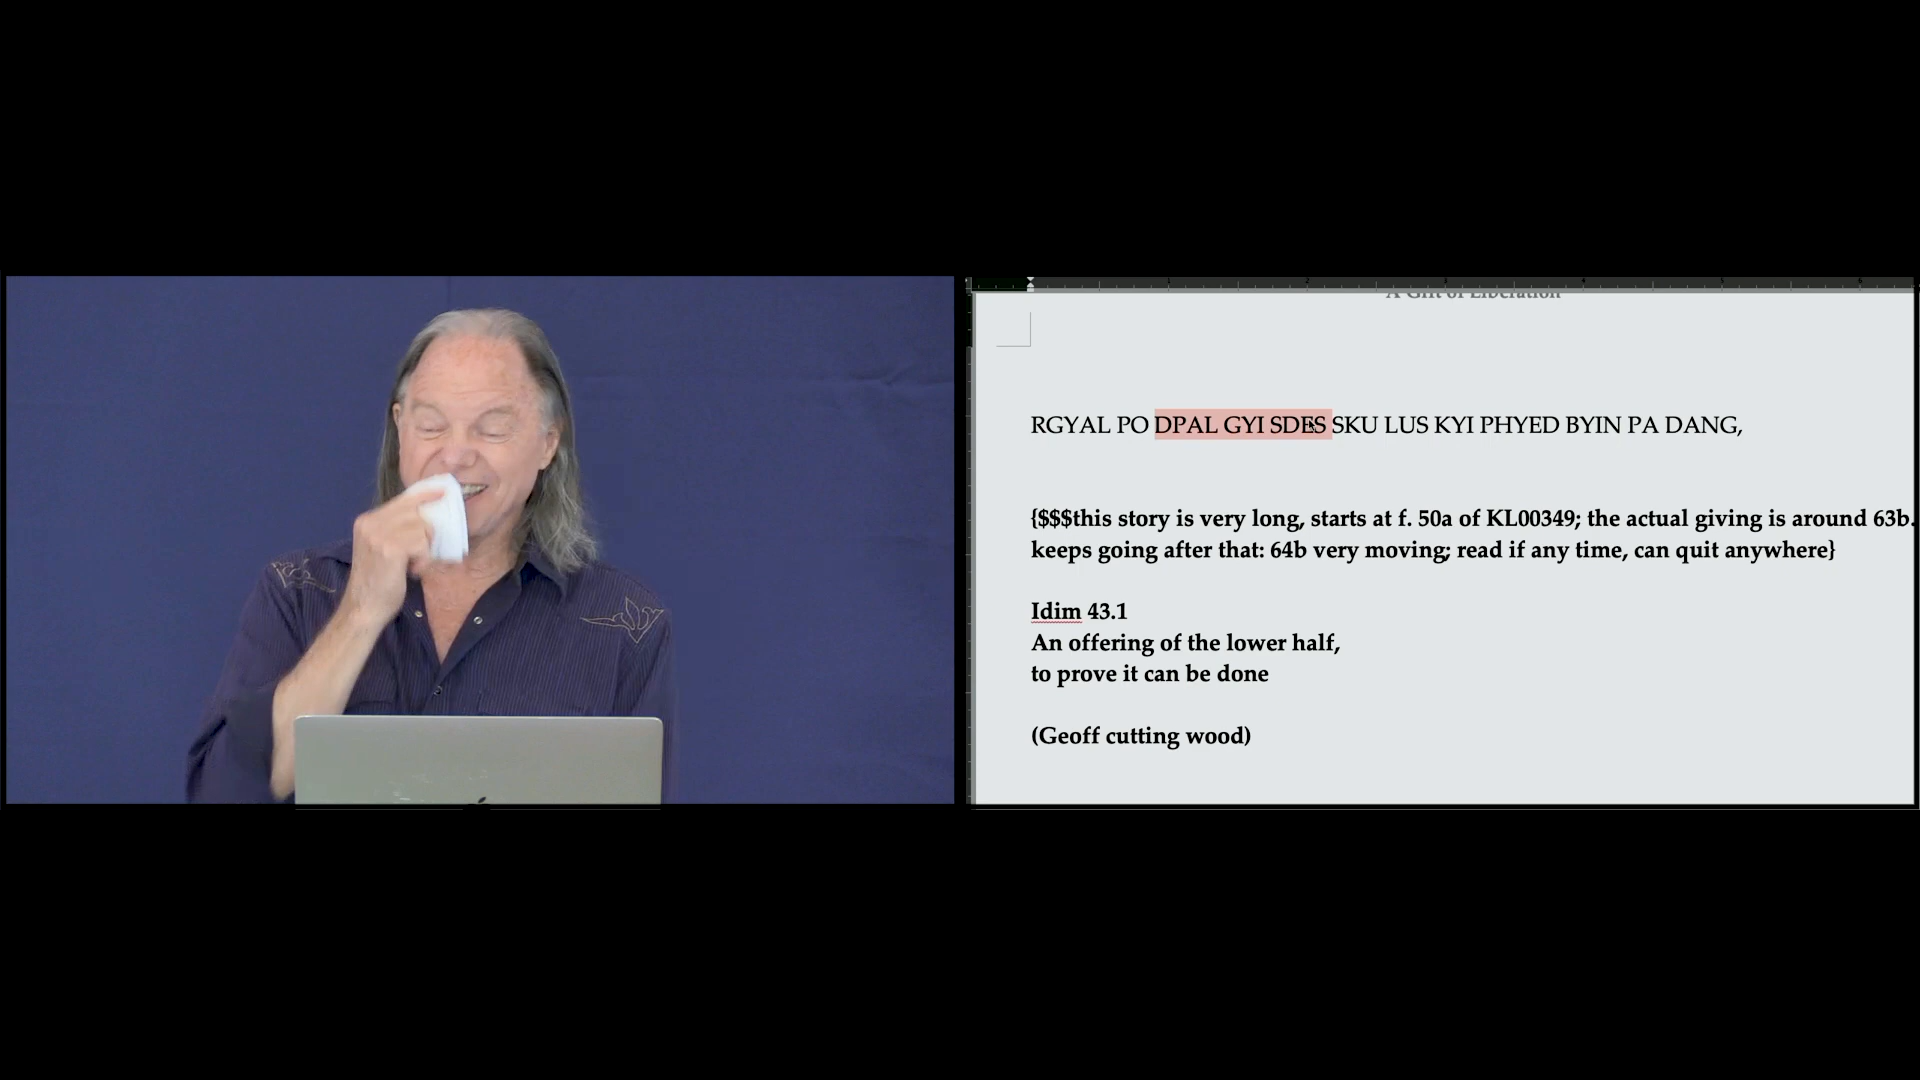 A Gift of Liberation
RGYAL PO DPAL GYI SDES SKU LUS KYI PHYED BYIN PA DANG,
{$$$this story is very long, starts at f. 50a of KL00349; the actual giving is around 63b.
keeps going after that: 64b very moving; read if any time, can quit anywhere}
Idim 43.1
An offering of the lower half,
to prove it can be done
(Geoff cutting wood)